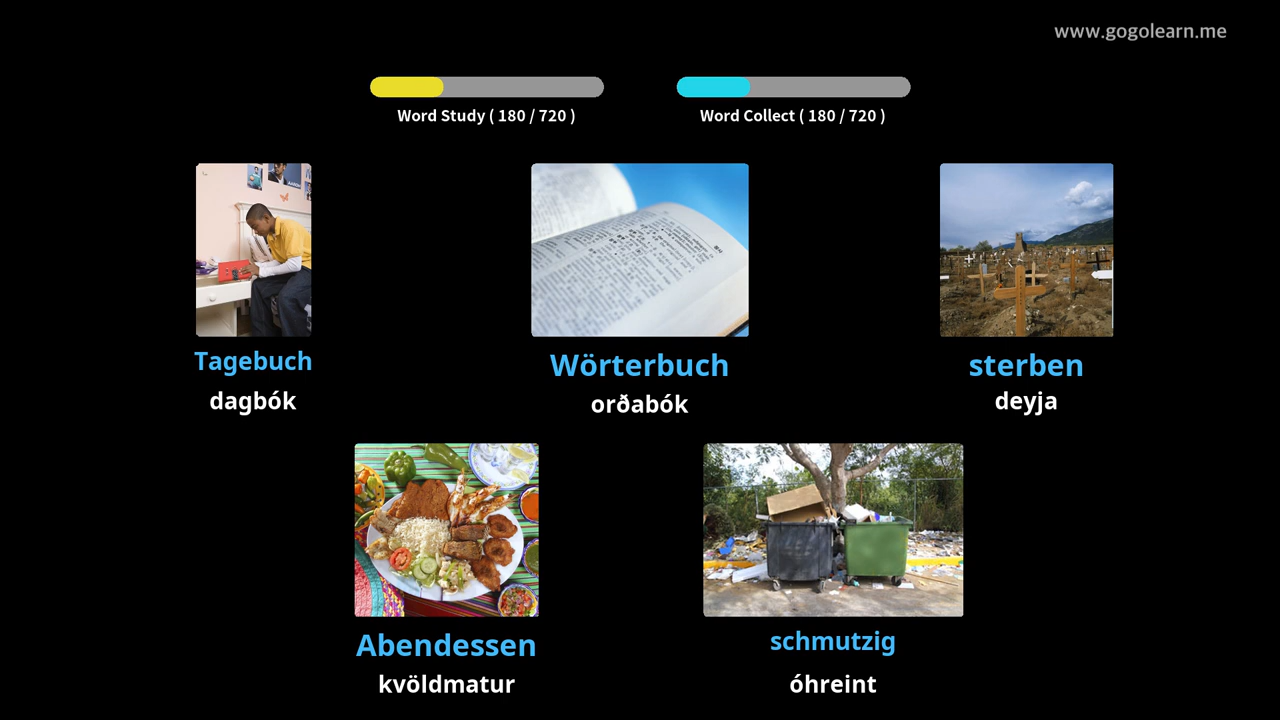 www.gogolearn.me
Word Study ( 180 / 720 )
Word Collect ( 180 / 720 )
Tagebuch
dagbók
Wörterbuch
orðabók
sterben
deyja
Abendessen
kvöldmatur
schmutzig
óhreint